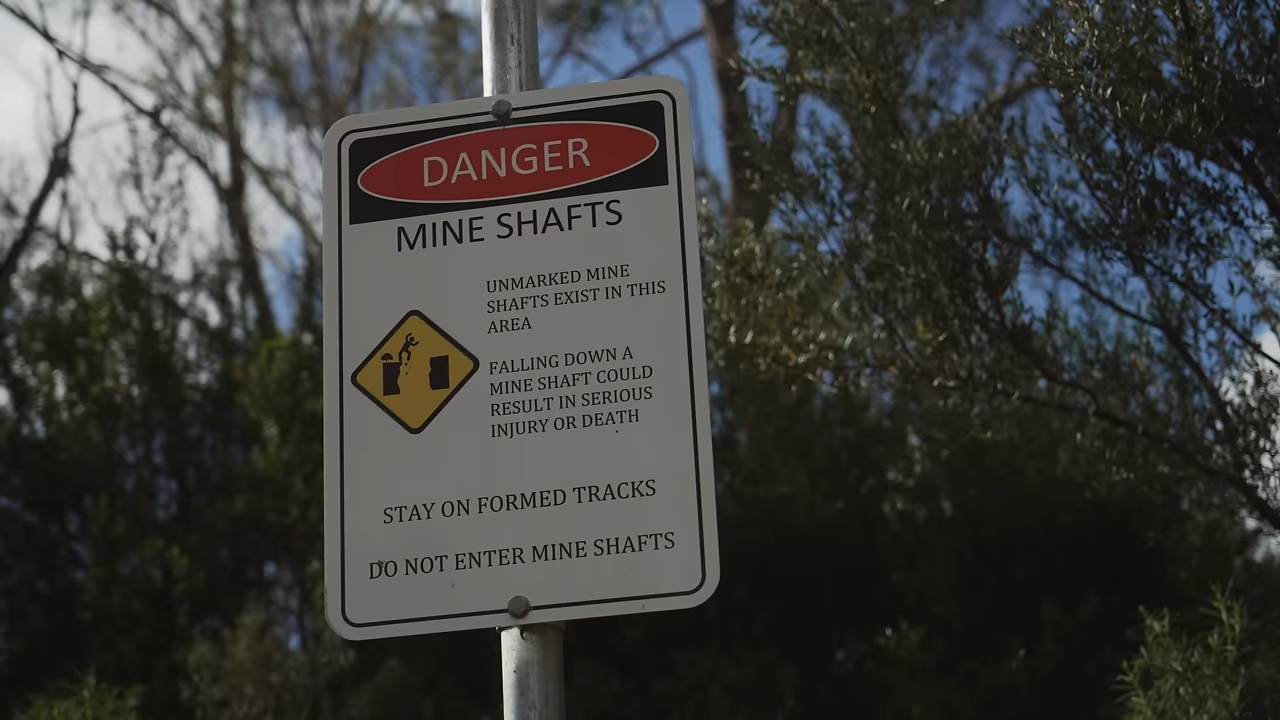 DANGER
MINE SHAFTS
UNMARKED MINE
SHAFTS EXIST IN THIS
AREA
FALLING DOWN A
MINE SHAFT COULD
RESULT IN SERIOUS
INJURY OR DEATH
STAY ON FORMED TRACKS
DO NOT ENTER MINE SHAFTS